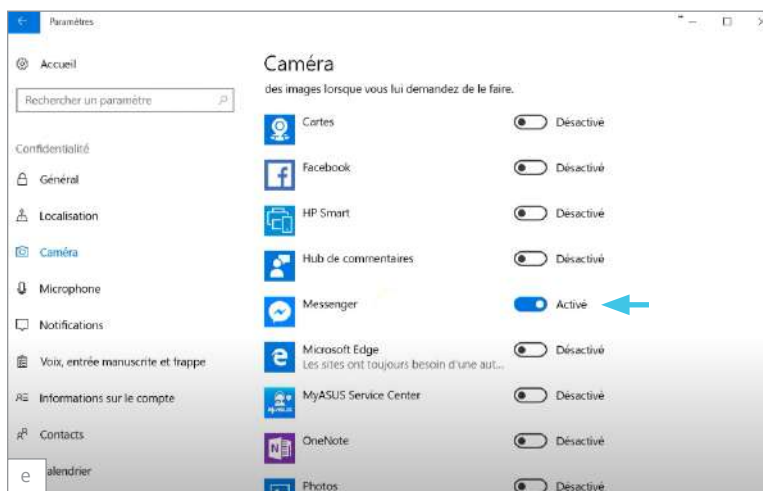 Paramètres
Accueil
Rechercher un paramètre
Confidentialité
Général
Localisation
Caméra
Microphone
Notifications
Voix, entrée manuscrite et frappe
Informations sur le compte
Contacts
alendrier
e
Caméra
des images lorsque vous lui demandez de le faire.
Cartes Désactivé
Facebook Désactivé
HP Smart Désactivé
Hub de commentaires Désactivé
Messenger Activé
Microsoft Edge Désactivé
Les sites ont toujours besoin d'une aut...
MyASUS Service Center Désactivé
OneNote Désactivé
Photos Désactivé